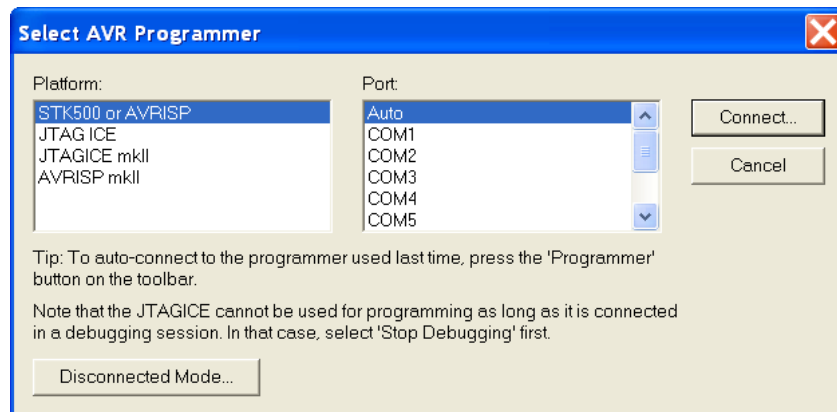 Select AVR Programmer
Platform:
STK500 or AVRISP
JTAG ICE
JTAGICE mkII
AVRISP mkII
Port:
Auto
COM1
COM2
COM3
COM4
COM5
Connect...
Cancel
Tip: To auto-connect to the programmer used last time, press the 'Programmer'
button on the toolbar.
Note that the JTAGICE cannot be used for programming as long as it is connected
in a debugging session. In that case, select 'Stop Debugging' first.
Disconnected Mode...